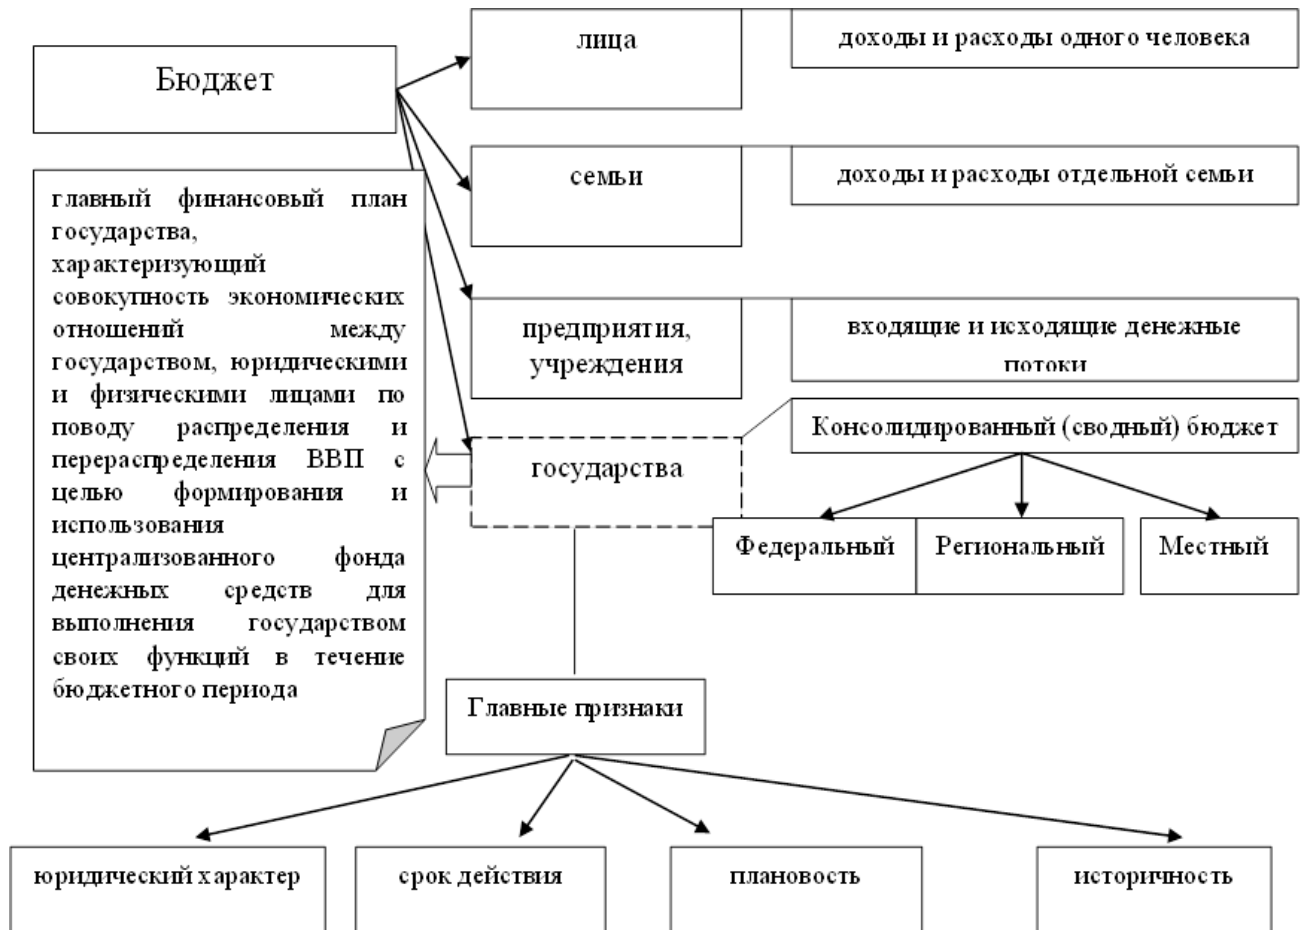 Бюджет
лица
доходы и расходы одного человека
семьи
доходы и расходы отдельной семьи
предприятия,
учреждения
входящие и исходящие денежные
потоки
государства
Консолидированный (сводный) бюджет
Федеральный
Региональный
Местный
главный финансовый план
государства,
характеризующий
совокупность экономических
отношений между
государством, юридическими
и физическими лицами по
поводу распределения и
перераспределения ВВП с
целью формирования и
использования
централизованного фонда
денежных средств для
выполнения государством
своих функций в течение
бюджетного периода
Главные признаки
юридический характер
срок действия
плановость
историчность